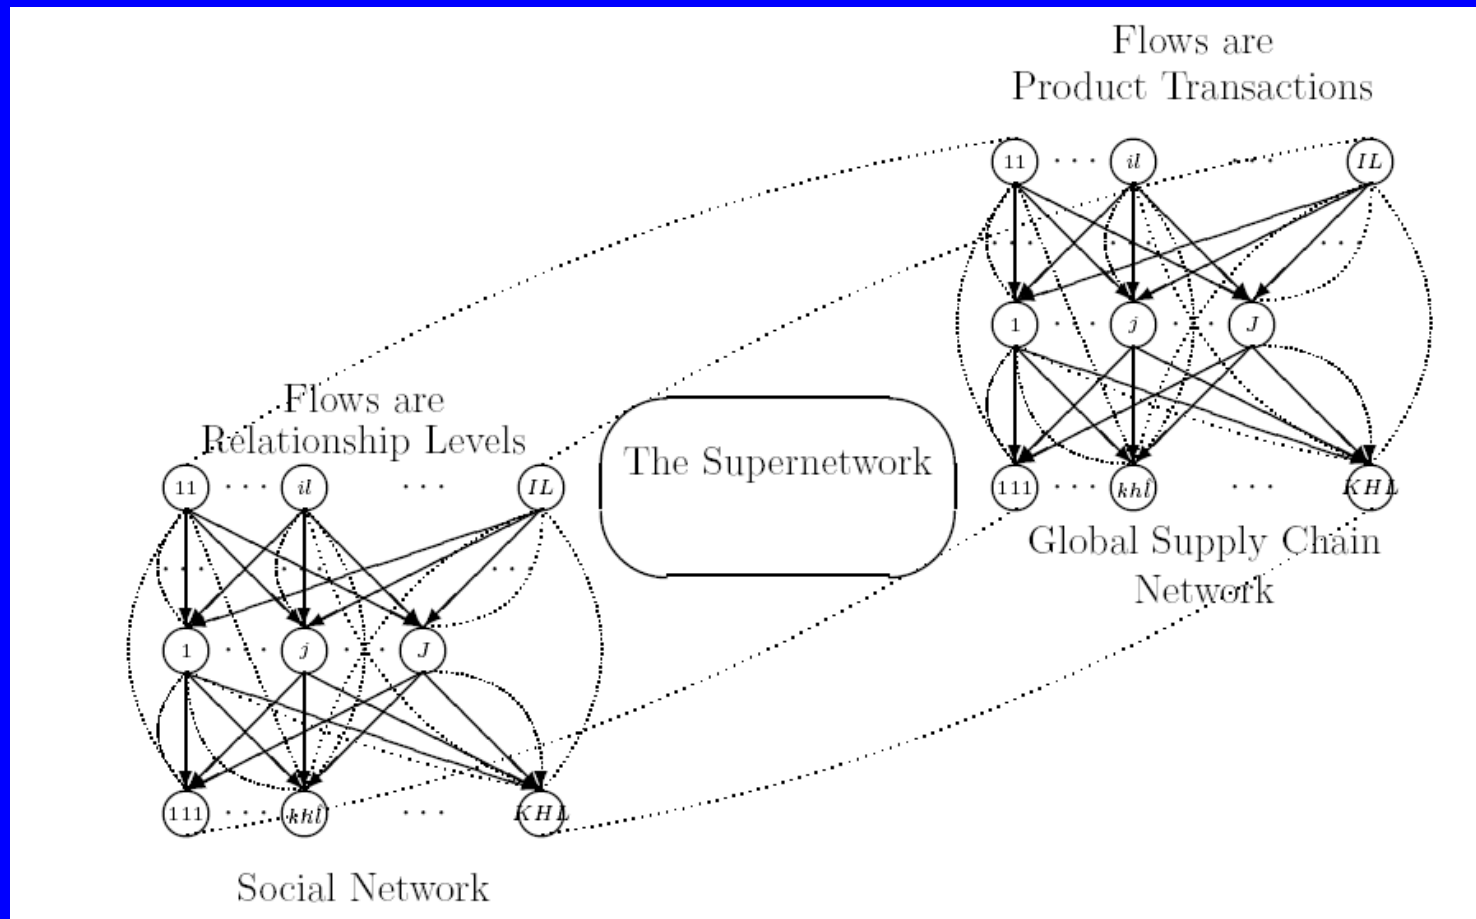 Flows are
Product Transactions
11 · · · il · · · IL
· · · · · · · · ·
1 · · · j · · · J
111 · · · khl̂ · · · KHL
Global Supply Chain
Network
The Supernetwork
Flows are
Relationship Levels
11 · · · il · · · IL
· · · · · · · · ·
1 · · · j · · · J
111 · · · khl̂ · · · KHL
Social Network